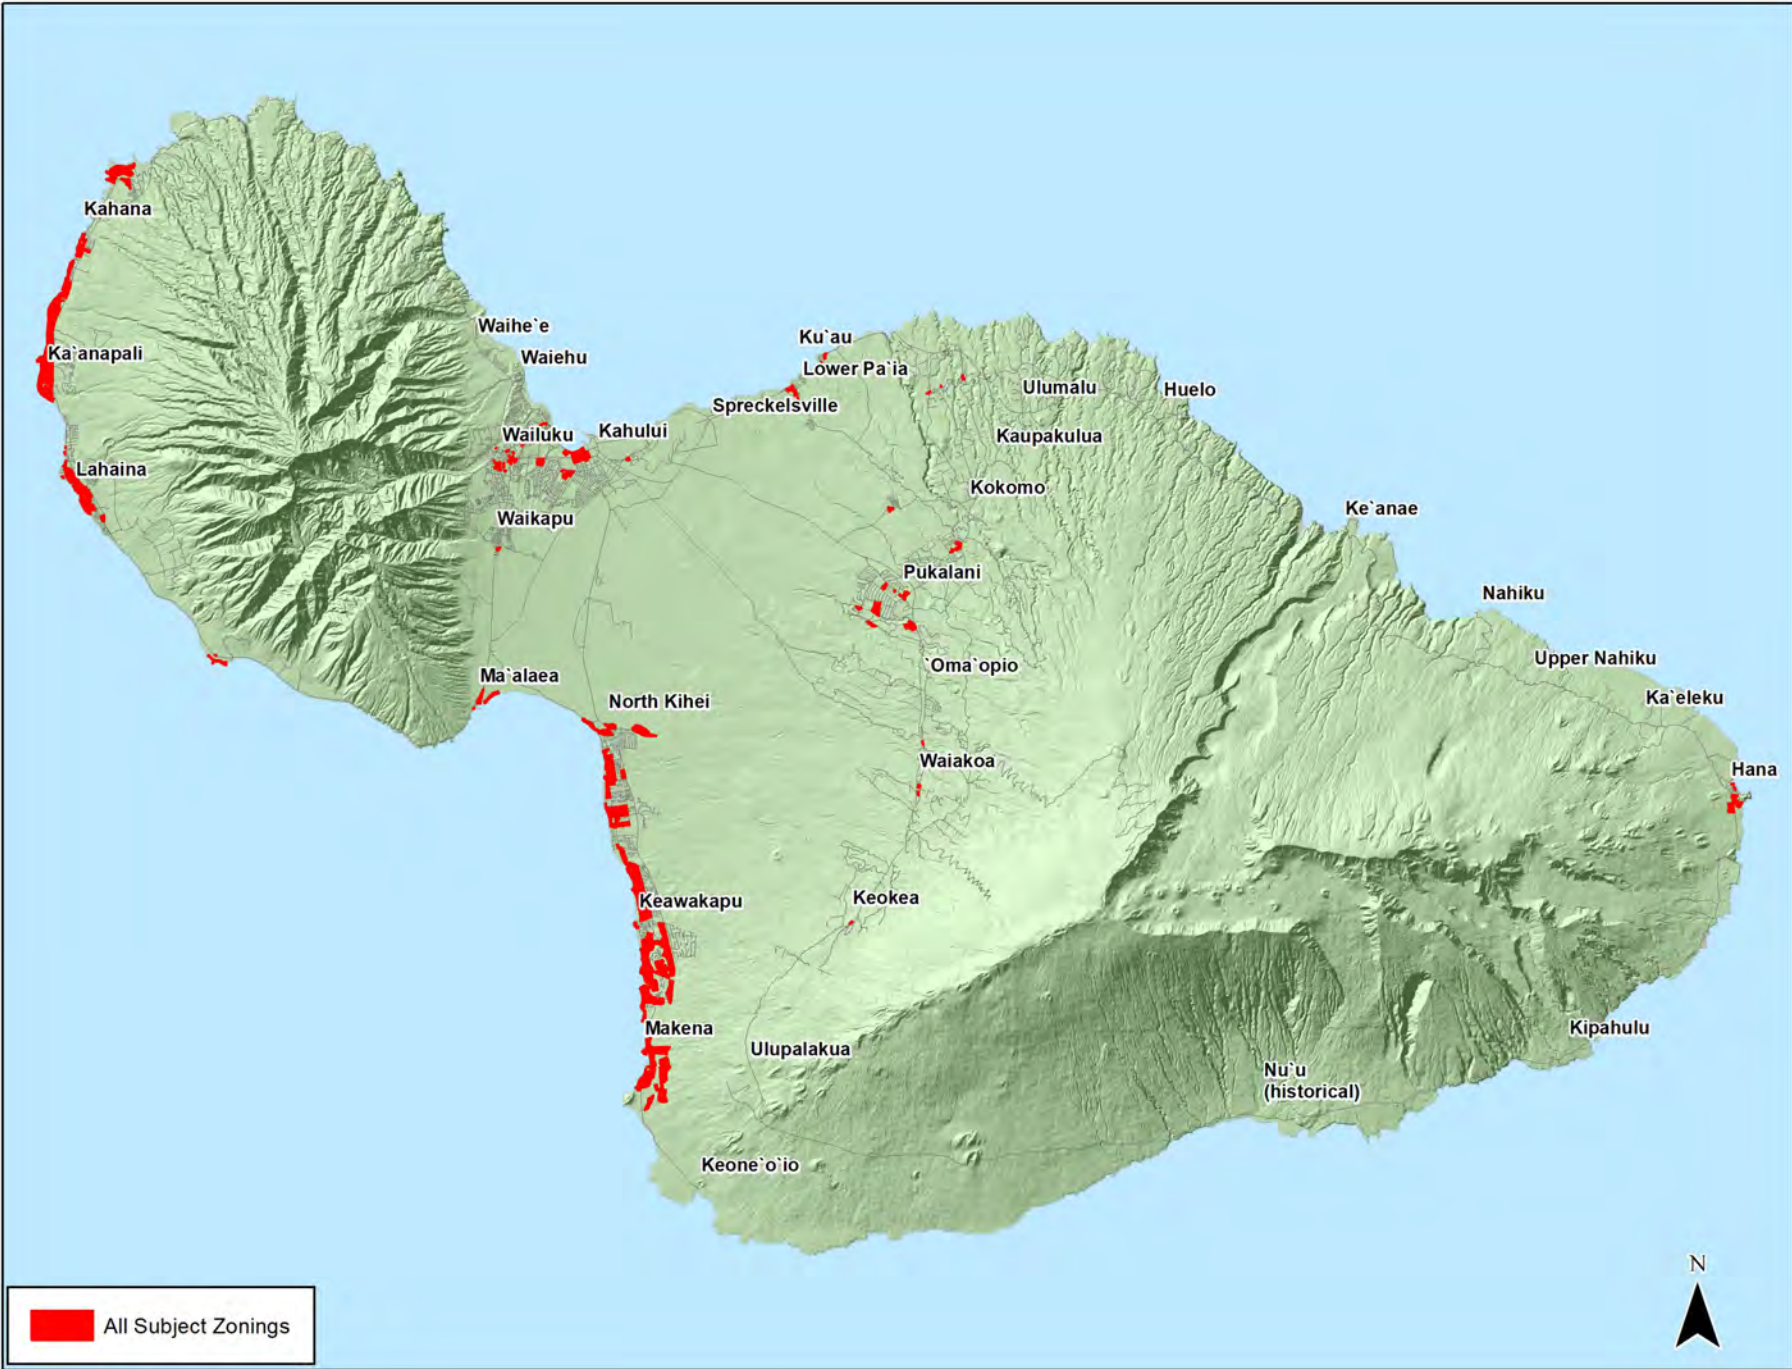 Kahana
Waihe`e
Ku`au
Ka`anapali
Waiehu
Lower Pa`ia
Ulumalu
Huelo
Spreckelsville
Wailuku
Kahului
Kaupakulua
Lahaina
Kokomo
Waikapu
Ke`anae
Pukalani
Nahiku
Upper Nahiku
`Oma`opio
Ma`alaea
North Kihei
Ka`eleku
Waiakoa
Hana
Keawakapu
Keokea
Makena
Kipahulu
Ulupalakua
Nu`u
(historical)
Keone`o`io
N
All Subject Zonings